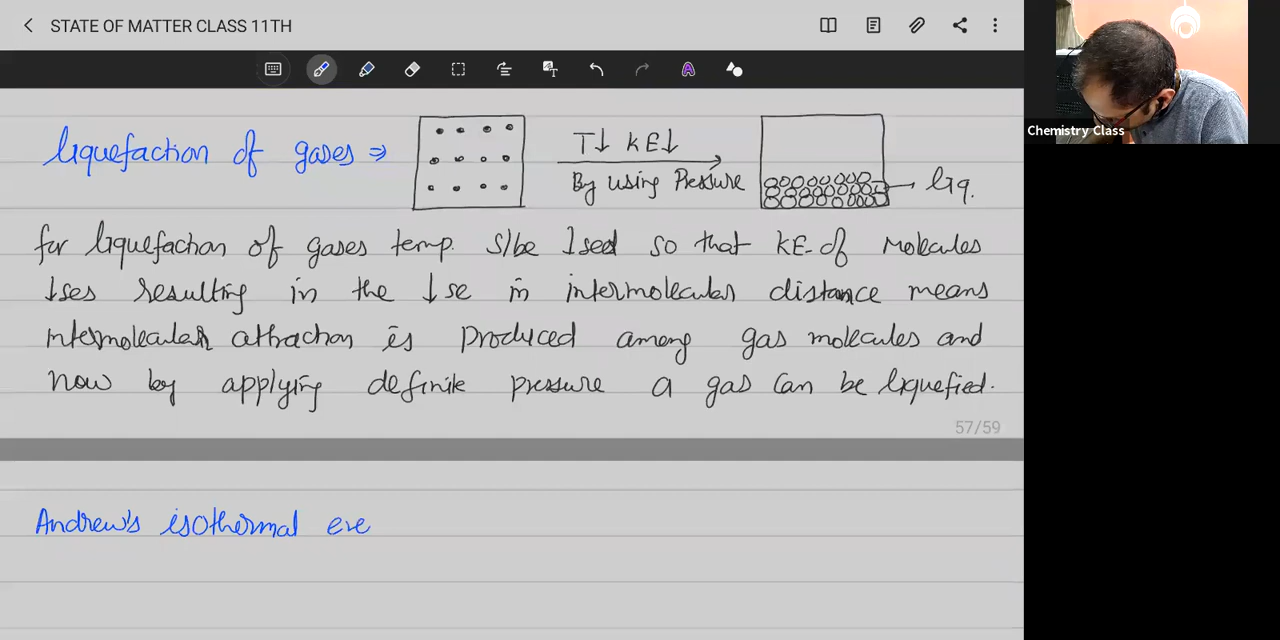 STATE OF MATTER CLASS 11TH
Chemistry Class
liquefaction of gases ⇒
T↓ KE↓
By using Pressure
liq.
for liquefaction of gases temp. s/be ↓sed so that KE of molecules
↓ses resulting in the ↓se in intermolecular distance means
intermolecular attraction is produced among gas molecules and
now by applying definite pressure a gas can be liquefied.
57/59
Andrew's isothermal